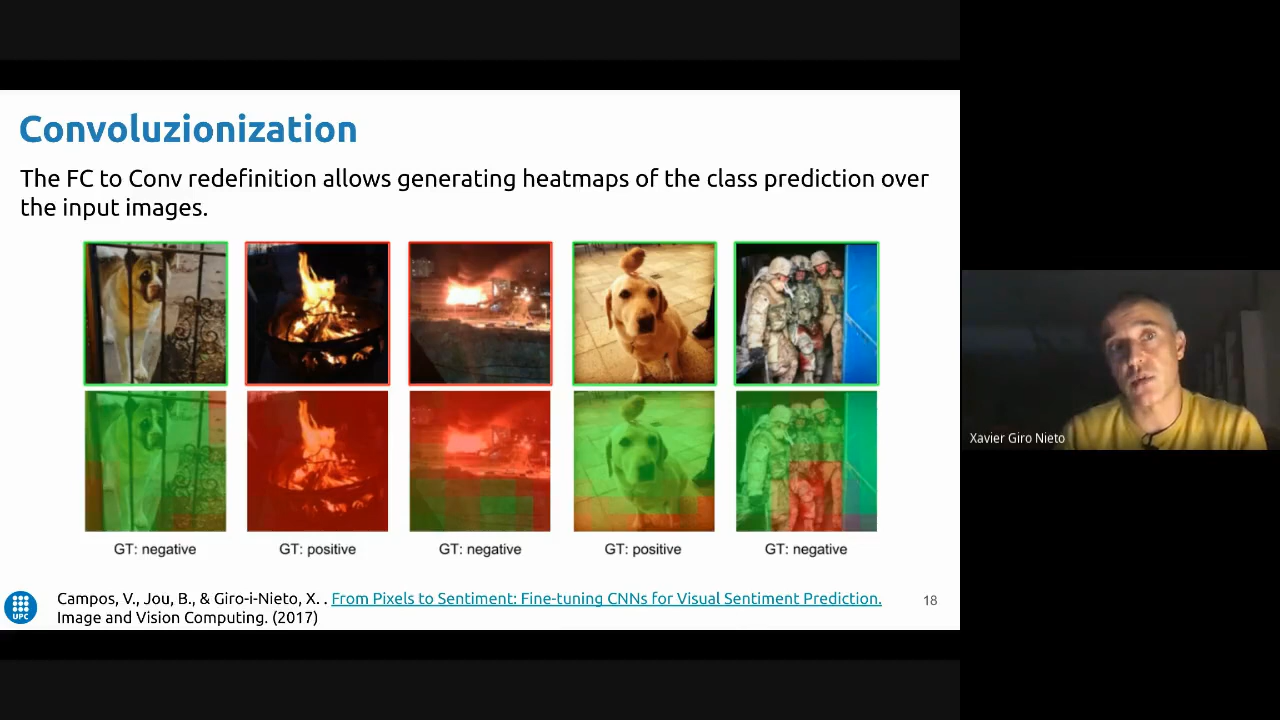 Convoluzionization
The FC to Conv redefinition allows generating heatmaps of the class prediction over
the input images.
GT: negative
GT: positive
GT: negative
GT: positive
GT: negative
Campos, V., Jou, B., & Giro-i-Nieto, X. . From Pixels to Sentiment: Fine-tuning CNNs for Visual Sentiment Prediction.
Image and Vision Computing. (2017)
UPC
18
Xavier Giro Nieto